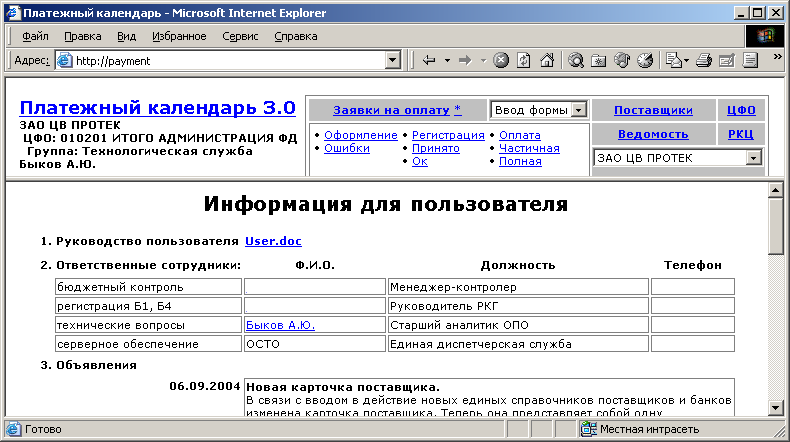 Платежный календарь - Microsoft Internet Explorer
Файл Правка Вид Избранное Сервис Справка
Адрес: http://payment
Платежный календарь 3.0
ЗАО ЦВ ПРОТЕК
ЦФО: 010201 ИТОГО АДМИНИСТРАЦИЯ ФД
Группа: Технологическая служба
Быков А.Ю.
Заявки на оплату * Ввод формы Поставщики ЦФО
• Оформление • Регистрация • Оплата
• Ошибки • Принято • Частичная
• Ок • Полная
Ведомость РКЦ
ЗАО ЦВ ПРОТЕК
Информация для пользователя
1. Руководство пользователя User.doc
2. Ответственные сотрудники: Ф.И.О. Должность Телефон
бюджетный контроль Менеджер-контролер
регистрация Б1, Б4 Руководитель РКГ
технические вопросы Быков А.Ю. Старший аналитик ОПО
серверное обеспечение ОСТО Единая диспетчерская служба
3. Объявления
06.09.2004 Новая карточка поставщика.
В связи с вводом в действие новых единых справочников поставщиков и банков
изменена карточка поставщика. Теперь она представляет собой одну
Готово Местная интрасеть